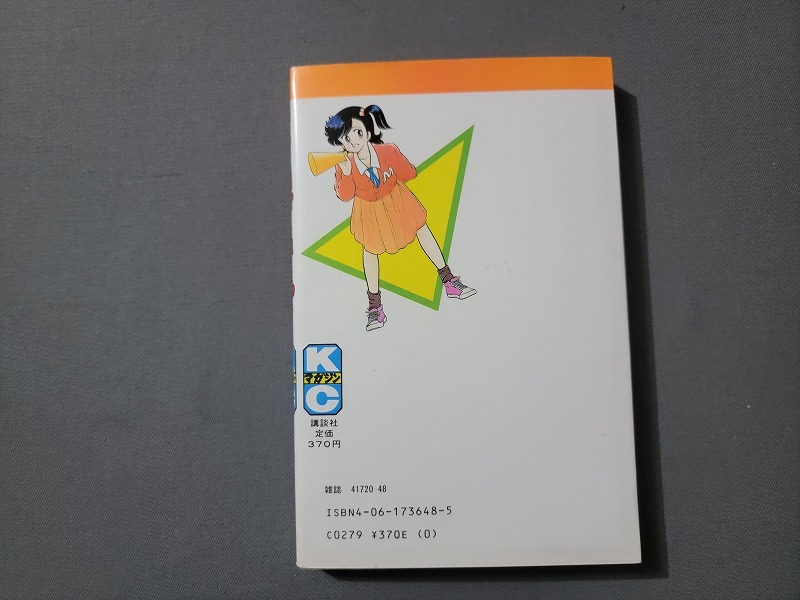 N
K
マガジン
C
講談社
定価
370円
雑誌 41720-48
ISBN4-06-173648-5
C0279 ¥370E (0)